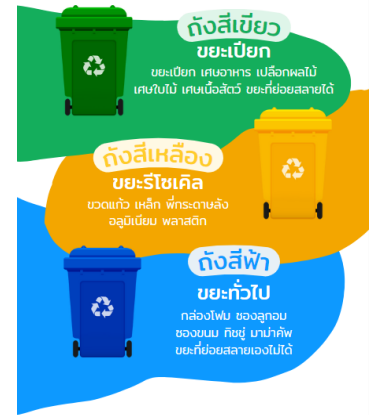 ถังสีเขียว
ขยะเปียก
ขยะเปียก เศษอาหาร เปลือกผลไม้
เศษใบไม้ เศษเนื้อสัตว์ ขยะที่ย่อยสลายได้
ถังสีเหลือง
ขยะรีไซเคิล
ขวดแก้ว เหล็ก พี่กระดาษลัง
อลูมิเนียม พลาสติก
ถังสีฟ้า
ขยะทั่วไป
กล่องโฟม ซองลูกอม
ซองขนม ทิชชู่ มาม่าคัพ
ขยะที่ย่อยสลายเองไม่ได้